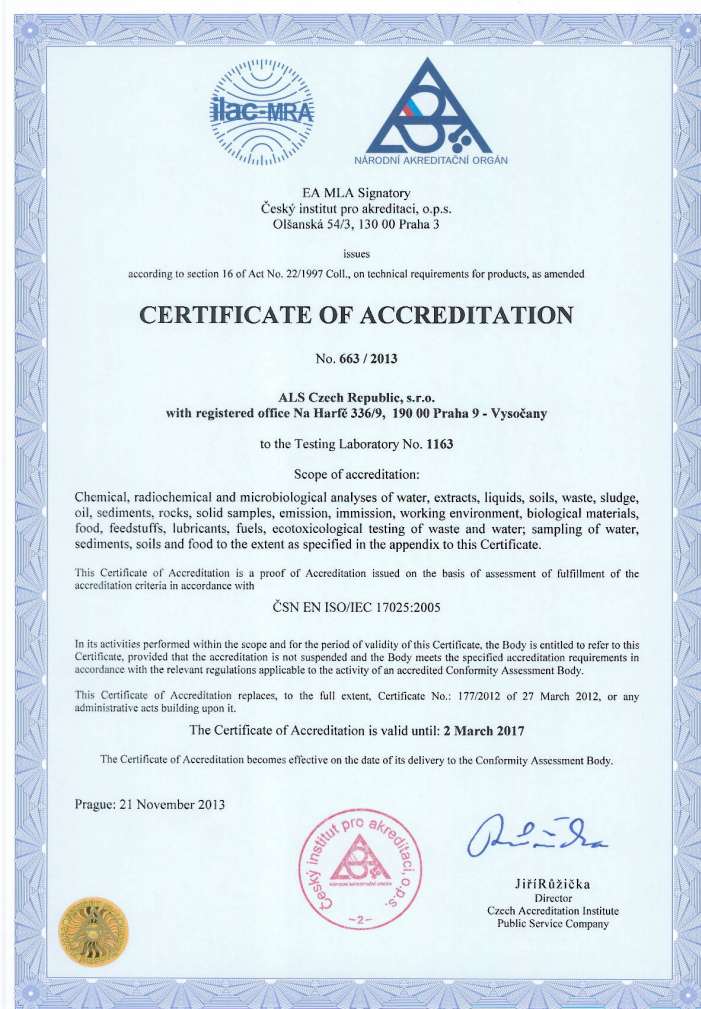 ilac-MRA
NÁRODNÍ AKREDITAČNÍ ORGÁN
EA MLA Signatory
Český institut pro akreditaci, o.p.s.
Olšanská 54/3, 130 00 Praha 3
issues
according to section 16 of Act No. 22/1997 Coll., on technical requirements for products, as amended
CERTIFICATE OF ACCREDITATION
No. 663 / 2013
ALS Czech Republic, s.r.o.
with registered office Na Harfě 336/9, 190 00 Praha 9 - Vysočany
to the Testing Laboratory No. 1163
Scope of accreditation:
Chemical, radiochemical and microbiological analyses of water, extracts, liquids, soils, waste, sludge,
oil, sediments, rocks, solid samples, emission, immission, working environment, biological materials,
food, feedstuffs, lubricants, fuels, ecotoxicological testing of waste and water; sampling of water,
sediments, soils and food to the extent as specified in the appendix to this Certificate.
This Certificate of Accreditation is a proof of Accreditation issued on the basis of assessment of fulfillment of the
accreditation criteria in accordance with
ČSN EN ISO/IEC 17025:2005
In its activities performed within the scope and for the period of validity of this Certificate, the Body is entitled to refer to this
Certificate, provided that the accreditation is not suspended and the Body meets the specified accreditation requirements in
accordance with the relevant regulations applicable to the activity of an accredited Conformity Assessment Body.
This Certificate of Accreditation replaces, to the full extent, Certificate No.: 177/2012 of 27 March 2012, or any
administrative acts building upon it.
The Certificate of Accreditation is valid until: 2 March 2017
The Certificate of Accreditation becomes effective on the date of its delivery to the Conformity Assessment Body.
Prague: 21 November 2013
Český institut pro akreditaci, o.p.s.
NÁRODNÍ AKREDITAČNÍ ORGÁN
-2-
JiříRůžička
Director
Czech Accreditation Institute
Public Service Company